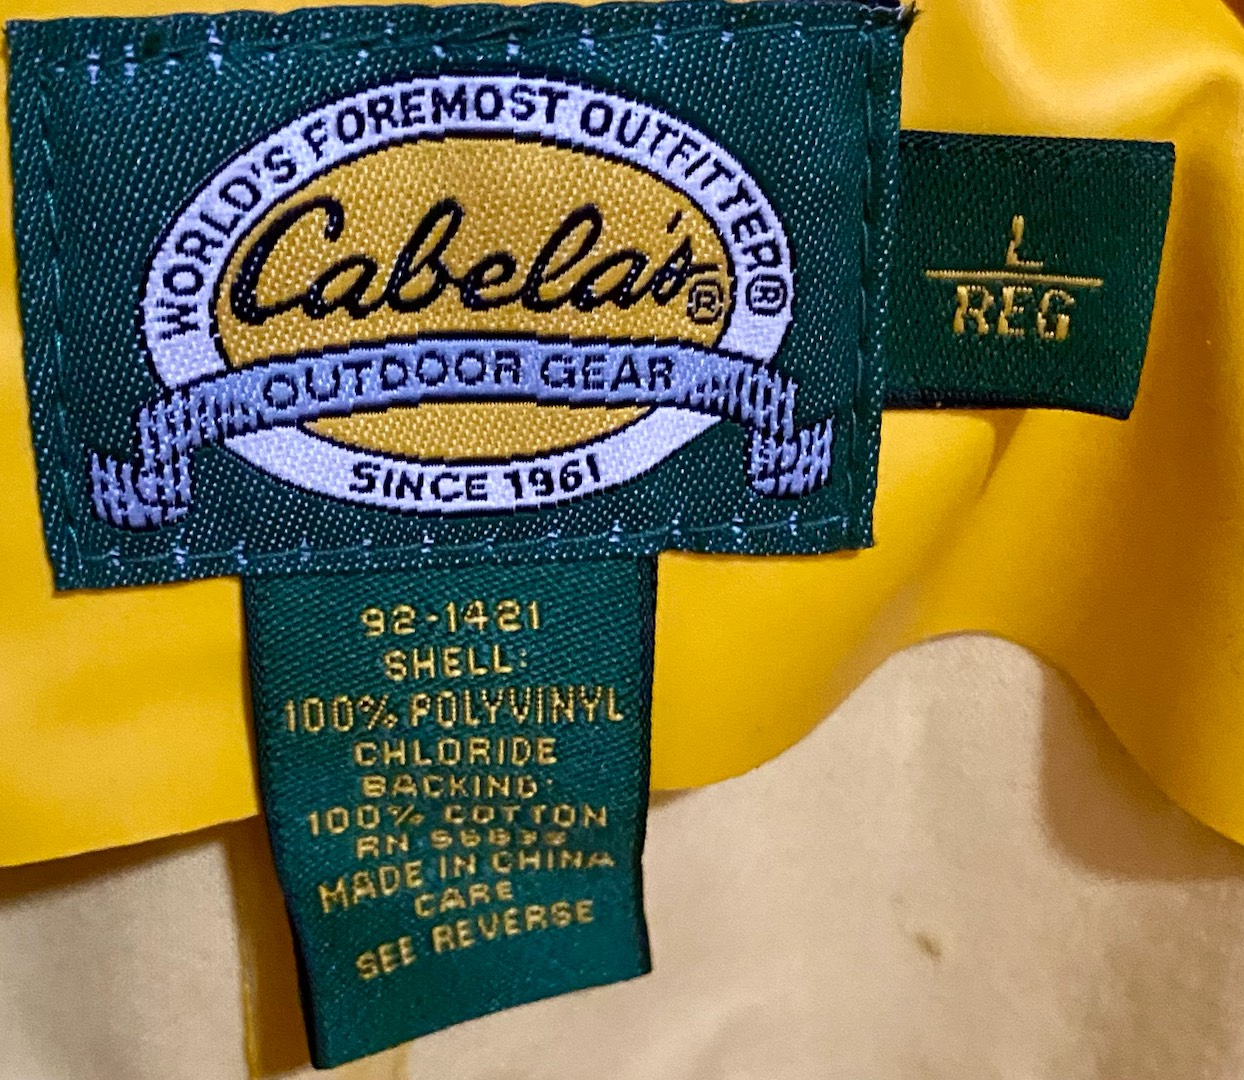 WORLD'S FOREMOST OUTFITTER®
Cabela's®
OUTDOOR GEAR
SINCE 1961
L
REG
92-1421
SHELL:
100% POLYVINYL
CHLORIDE
BACKING:
100% COTTON
RN
MADE IN CHINA
CARE
SEE REVERSE